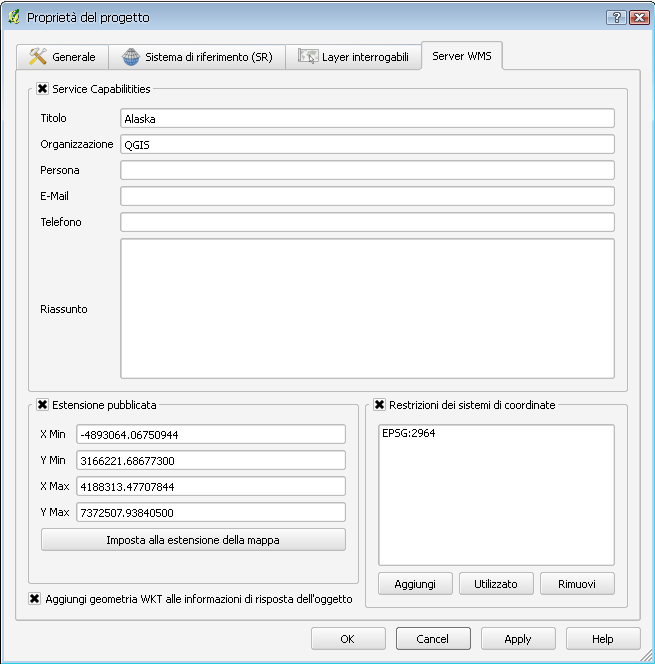 Proprietà del progetto
Generale
Sistema di riferimento (SR)
Layer interrogabili
Server WMS
Service Capabilitities
Titolo
Alaska
Organizzazione
QGIS
Persona
E-Mail
Telefono
Riassunto
Estensione pubblicata
X Min
-4893064.06750944
Y Min
3166221.68677300
X Max
4188313.47707844
Y Max
7372507.93840500
Imposta alla estensione della mappa
Restrizioni dei sistemi di coordinate
EPSG:2964
Aggiungi
Utilizzato
Rimuovi
Aggiungi geometria WKT alle informazioni di risposta dell'oggetto
OK
Cancel
Apply
Help